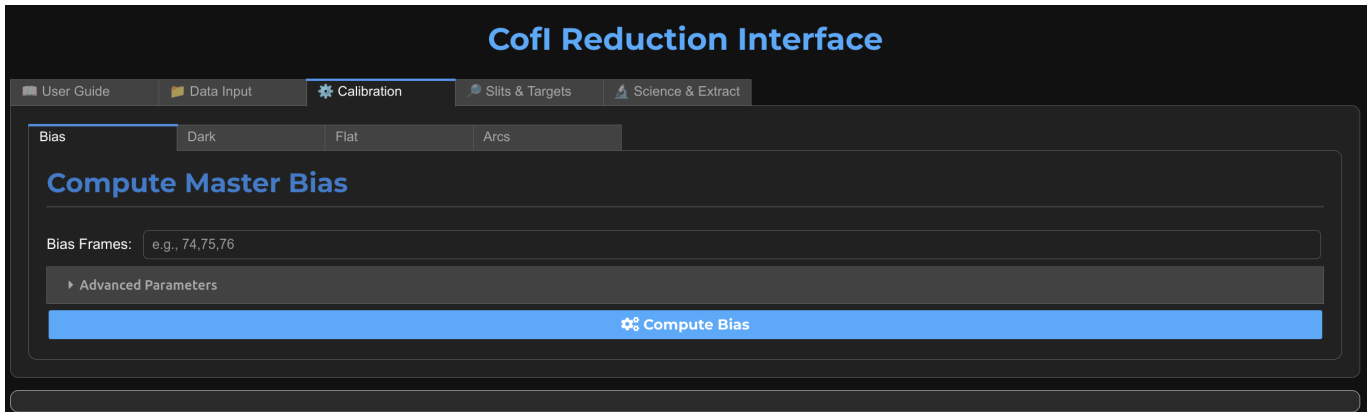 CofI Reduction Interface
📖 User Guide 📁 Data Input ⚙️ Calibration 🔎 Slits & Targets 🔬 Science & Extract
Bias Dark Flat Arcs
Compute Master Bias
Bias Frames: e.g., 74,75,76
Advanced Parameters
Compute Bias